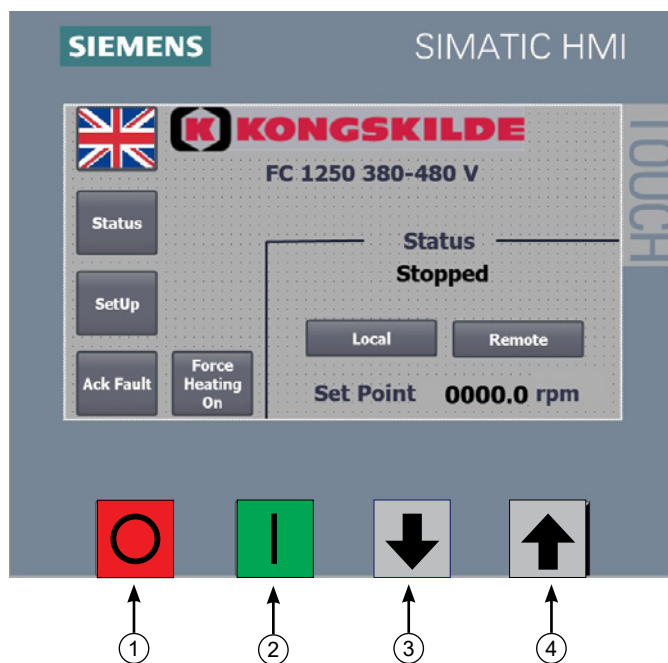 SIEMENS
SIMATIC HMI
TOUCH
K KONGSKILDE
FC 1250 380-480 V
Status
Status
Stopped
SetUp
Local
Remote
Ack Fault
Force
Heating
On
Set Point 0000.0 rpm
1
2
3
4